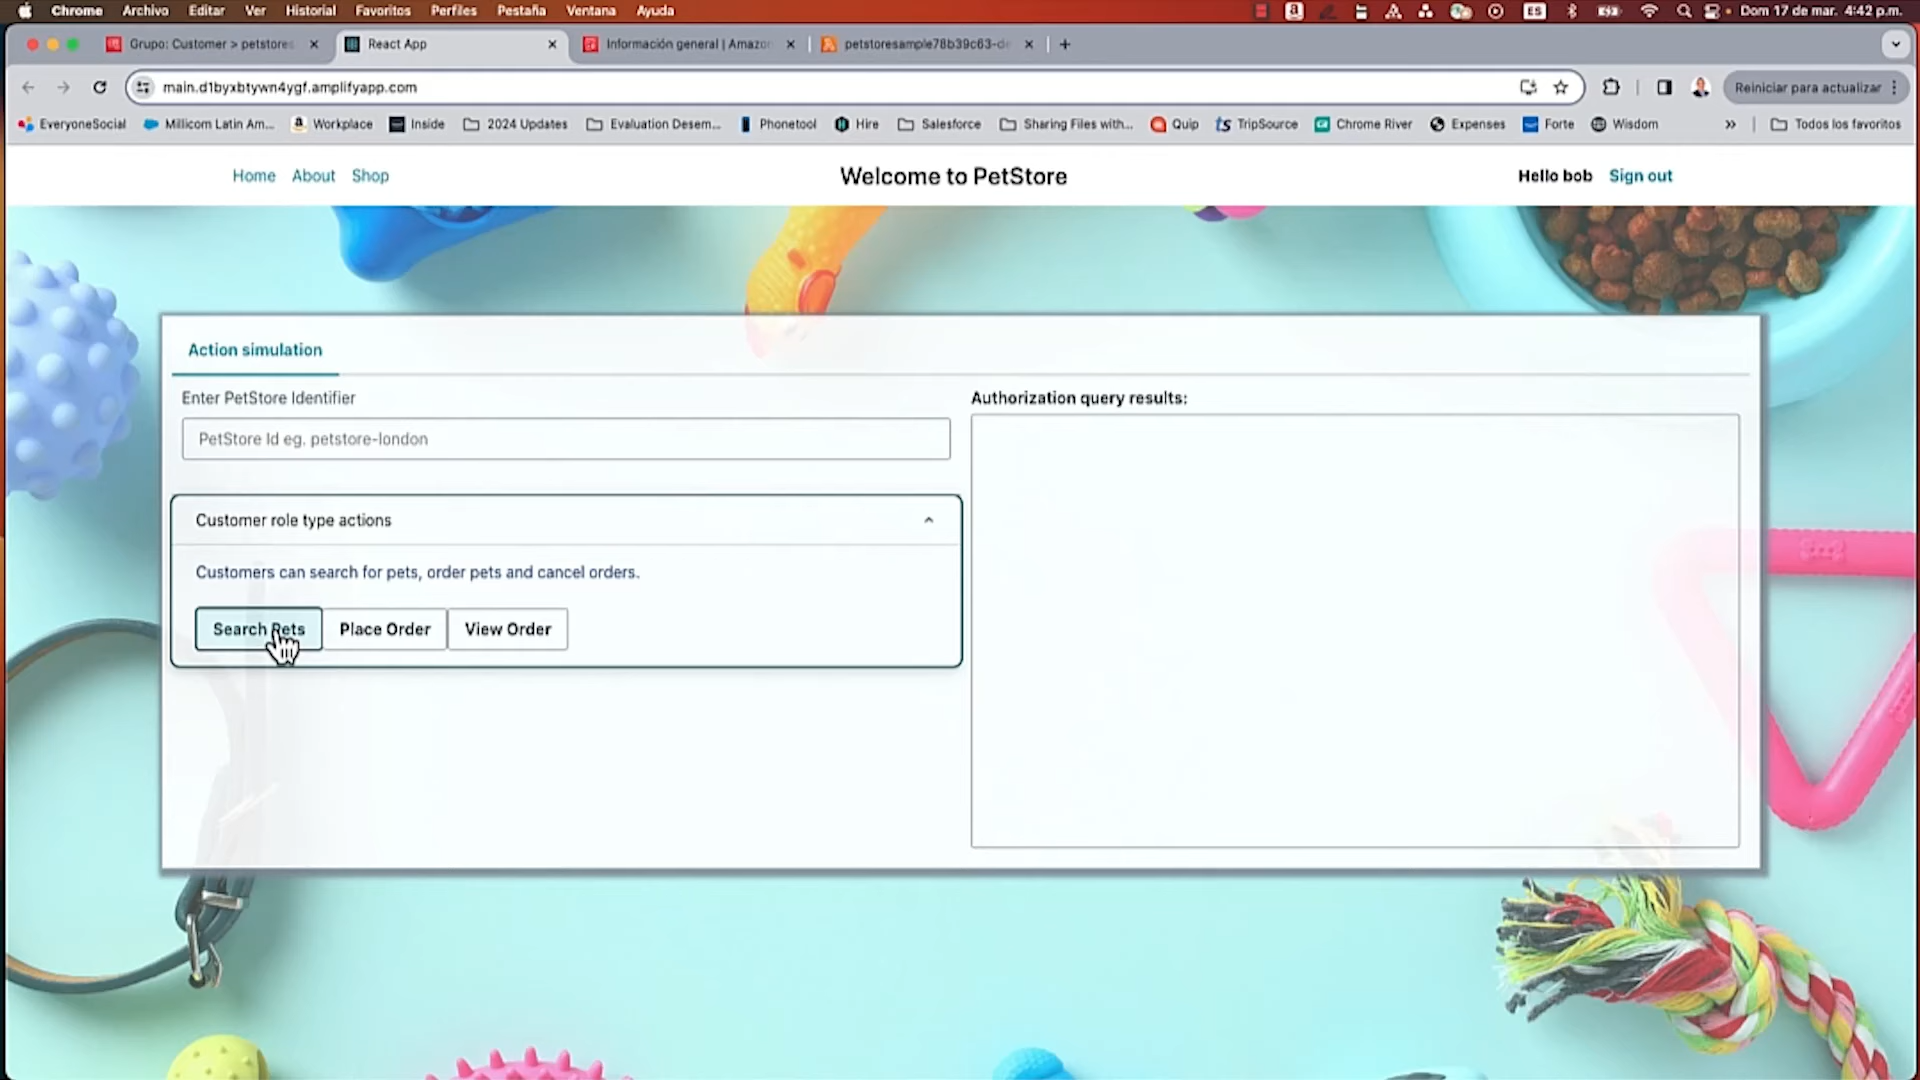 Chrome Archivo Editar Ver Historial Favoritos Perfiles Pestaña Ventana Ayuda ES Dom 17 de mar. 4:42 p.m.
Grupo: Customer > petstores React App Información general | Amazon petstoresample78b39c63-de
main.d1byxbtywn4ygf.amplifyapp.com Reiniciar para actualizar
EveryoneSocial Millicom Latin Am... Workplace Inside 2024 Updates Evaluation Desem... Phonetool Hire Salesforce Sharing Files with... Quip TripSource Chrome River Expenses Forte Wisdom » Todos los favoritos
Home About Shop Welcome to PetStore Hello bob Sign out
Action simulation
Enter PetStore Identifier
PetStore Id eg. petstore-london
Authorization query results:
Customer role type actions
Customers can search for pets, order pets and cancel orders.
Search Pets Place Order View Order